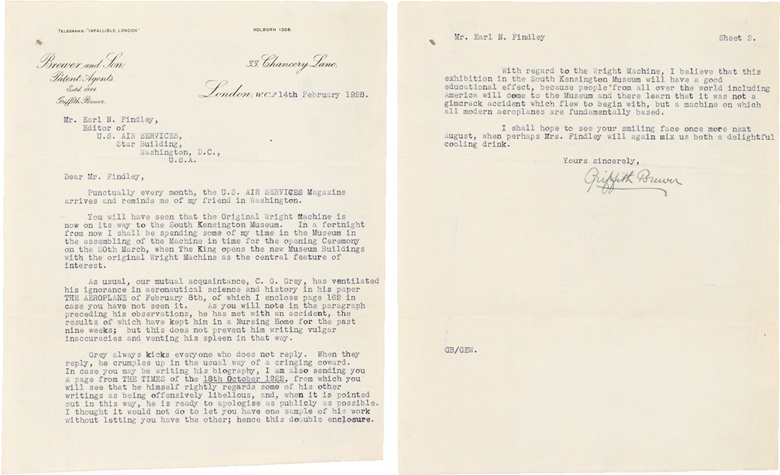 TELEGRAMS: "INFALLIBLE, LONDON"
HOLBORN 1306
Brewer and Son
Patent Agents.
Estd. 1844
Griffith Brewer.
33, Chancery Lane,
London, W.C.2. 14th February 1928.
Mr. Earl N. Findley,
Editor of
U.S. AIR SERVICES,
Star Building,
Washington, D.C.,
U.S.A.
Dear Mr. Findley,
Punctually every month, the U.S. AIR SERVICES Magazine
arrives and reminds me of my friend in Washington.
You will have seen that the Original Wright Machine is
now on its way to the South Kensington Museum. In a fortnight
from now I shall be spending some of my time in the Museum in
the assembling of the Machine in time for the opening Ceremony
on the 20th March, when The King opens the new Museum Buildings
with the original Wright Machine as the central feature of
interest.
As usual, our mutual acquaintance, C. G. Grey, has ventilated
his ignorance in aeronautical science and history in his paper
THE AEROPLANE of February 8th, of which I enclose page 162 in
case you have not seen it. As you will note in the paragraph
preceding his observations, he has met with an accident, the
results of which have kept him in a Nursing Home for the past
nine weeks; but this does not prevent him writing vulgar
inaccuracies and venting his spleen in that way.
Grey always kicks everyone who does not reply. When they
reply, he crumples up in the usual way of a cringing coward.
In case you may be writing his biography, I am also sending you
a page from THE TIMES of the 18th October 1922, from which you
will see that he himself rightly regards some of his other
writings as being offensively libellous, and, when it is pointed
out in this way, he is ready to apologise as publicly as possible.
I thought it would not do to let you have one sample of his work
without letting you have the other; hence this double enclosure.
Mr. Earl N. Findley
Sheet 2.
With regard to the Wright Machine, I believe that this
exhibition in the South Kensington Museum will have a good
educational effect, because people from all over the world including
America will come to the Museum and there learn that it was not a
gimcrack accident which flew to begin with, but a machine on which
all modern aeroplanes are fundamentally based.
I shall hope to see your smiling face once more next
August, when perhaps Mrs. Findley will again mix us both a delightful
cooling drink.
Yours sincerely,
Griffith Brewer
GB/GEW.